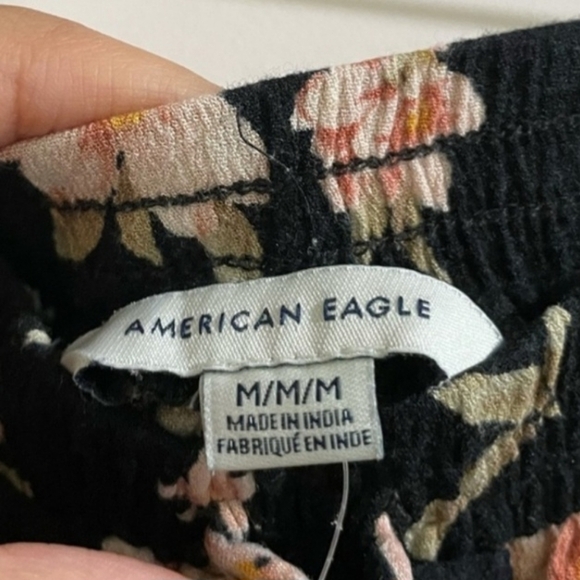 AMERICAN EAGLE
M/M/M
MADE IN INDIA
FABRIQUÉ EN INDE